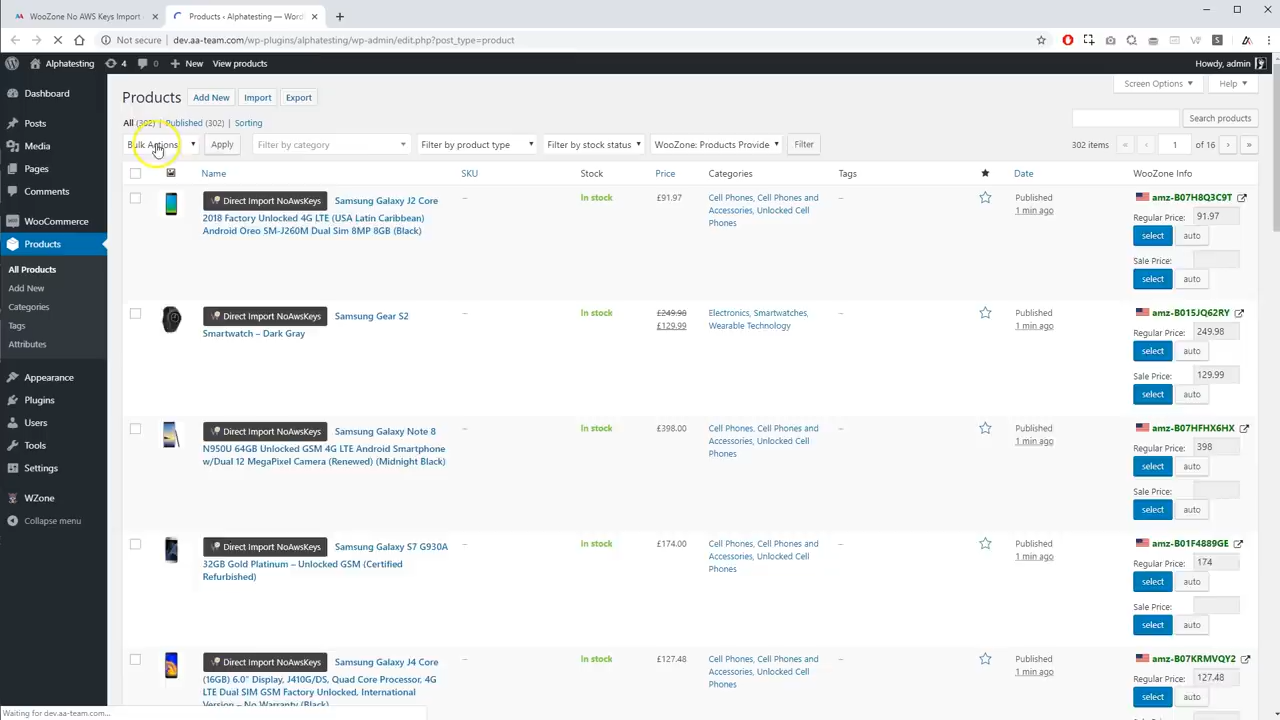 WooZone No AWS Keys Import
Products ‹ Alphatesting — Word
Not secure | dev.aa-team.com/wp-plugins/alphatesting/wp-admin/edit.php?post_type=product
Alphatesting 4 0 New View products Howdy, admin
Dashboard
Posts
Media
Pages
Comments
WooCommerce
Products
All Products
Add New
Categories
Tags
Attributes
Appearance
Plugins
Users
Tools
Settings
WZone
Collapse menu
Screen Options Help
Products Add New Import Export
All (302) | Published (302) | Sorting
Search products
Bulk Actions Apply Filter by category Filter by product type Filter by stock status WooZone: Products Provide Filter 302 items « ‹ 1 of 16 › »
Name SKU Stock Price Categories Tags Date WooZone Info
Direct Import NoAwsKeys Samsung Galaxy J2 Core
2018 Factory Unlocked 4G LTE (USA Latin Caribbean)
Android Oreo SM-J260M Dual Sim 8MP 8GB (Black)
–
In stock
£91.97
Cell Phones, Cell Phones and
Accessories, Unlocked Cell
Phones
–
Published
1 min ago
amz-B07H8Q3C9T
Regular Price: 91.97
select auto
Sale Price:
select auto
Direct Import NoAwsKeys Samsung Gear S2
Smartwatch – Dark Gray
–
In stock
£249.98
£129.99
Electronics, Smartwatches,
Wearable Technology
–
Published
1 min ago
amz-B015JQ62RY
Regular Price: 249.98
select auto
Sale Price: 129.99
select auto
Direct Import NoAwsKeys Samsung Galaxy Note 8
N950U 64GB Unlocked GSM 4G LTE Android Smartphone
w/Dual 12 MegaPixel Camera (Renewed) (Midnight Black)
–
In stock
£398.00
Cell Phones, Cell Phones and
Accessories, Unlocked Cell
Phones
–
Published
1 min ago
amz-B07HFHX6HX
Regular Price: 398
select auto
Sale Price:
select auto
Direct Import NoAwsKeys Samsung Galaxy S7 G930A
32GB Gold Platinum – Unlocked GSM (Certified
Refurbished)
–
In stock
£174.00
Cell Phones, Cell Phones and
Accessories, Unlocked Cell
Phones
–
Published
1 min ago
amz-B01F4889GE
Regular Price: 174
select auto
Sale Price:
select auto
Direct Import NoAwsKeys Samsung Galaxy J4 Core
(16GB) 6.0" Display, J410G/DS, Quad Core Processor, 4G
LTE Dual SIM GSM Factory Unlocked, International
Version – No Warranty (Black)
–
In stock
£127.48
Cell Phones, Cell Phones and
Accessories, Unlocked Cell
Phones
–
Published
1 min ago
amz-B07KRMVQY2
Regular Price: 127.48
select auto
Sale Price:
Waiting for dev.aa-team.com...